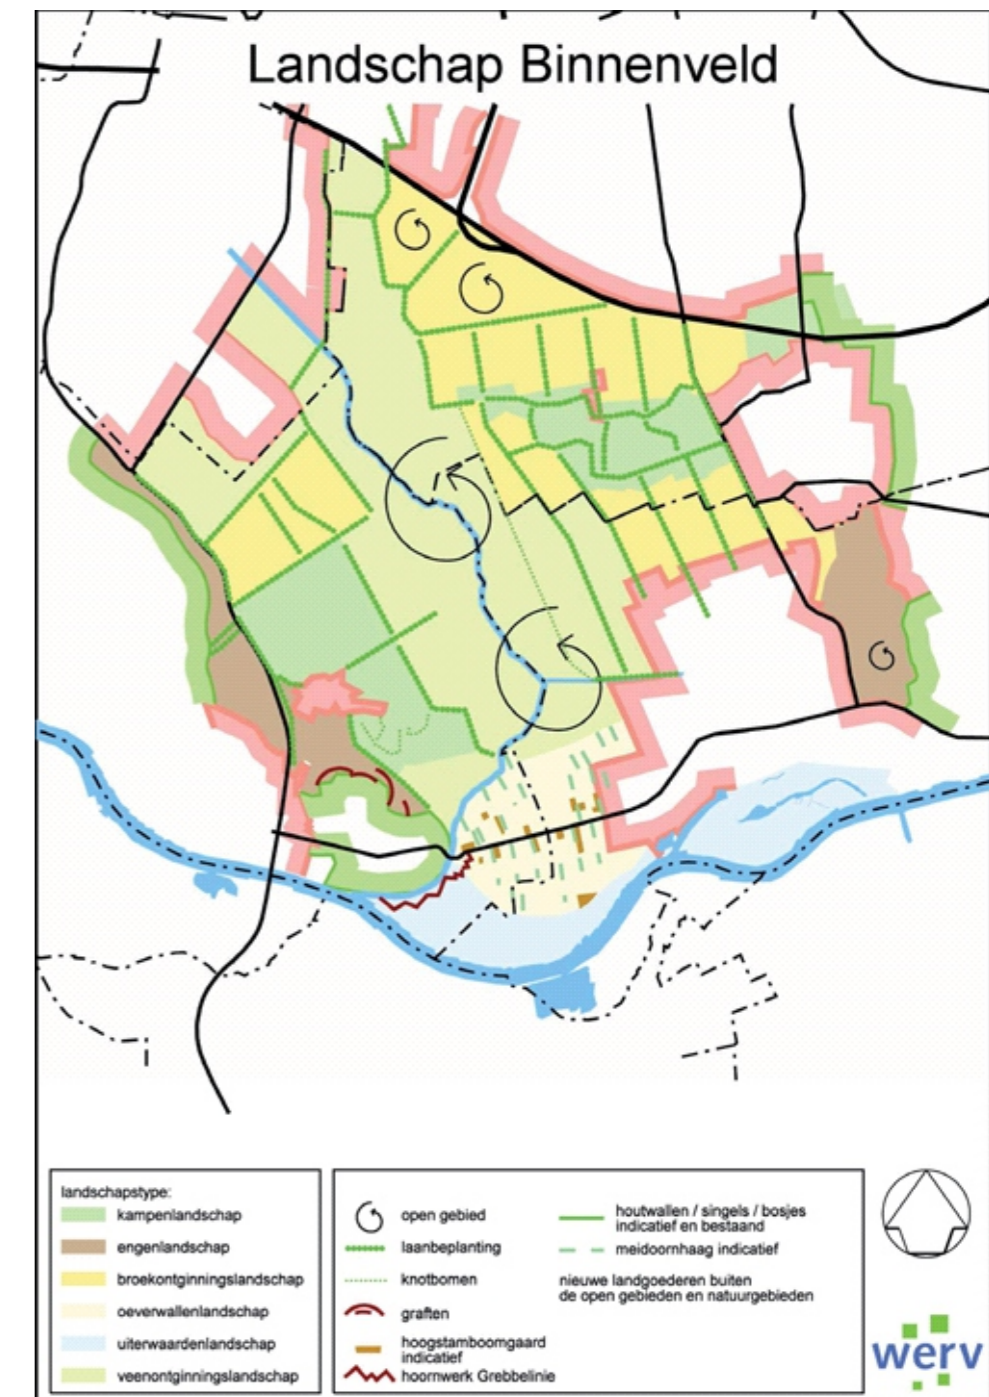 Landschap Binnenveld
landschapstype:
kampenlandschap
engenlandschap
broekontginningslandschap
oeverwallenlandschap
uiterwaardenlandschap
veenontginningslandschap
open gebied
laanbeplanting
knotbomen
graften
hoogstamboomgaard
indicatief
hoornwerk Grebbelinie
houtwallen / singels / bosjes
indicatief en bestaand
meidoornhaag indicatief
nieuwe landgoederen buiten
de open gebieden en natuurgebieden
werv